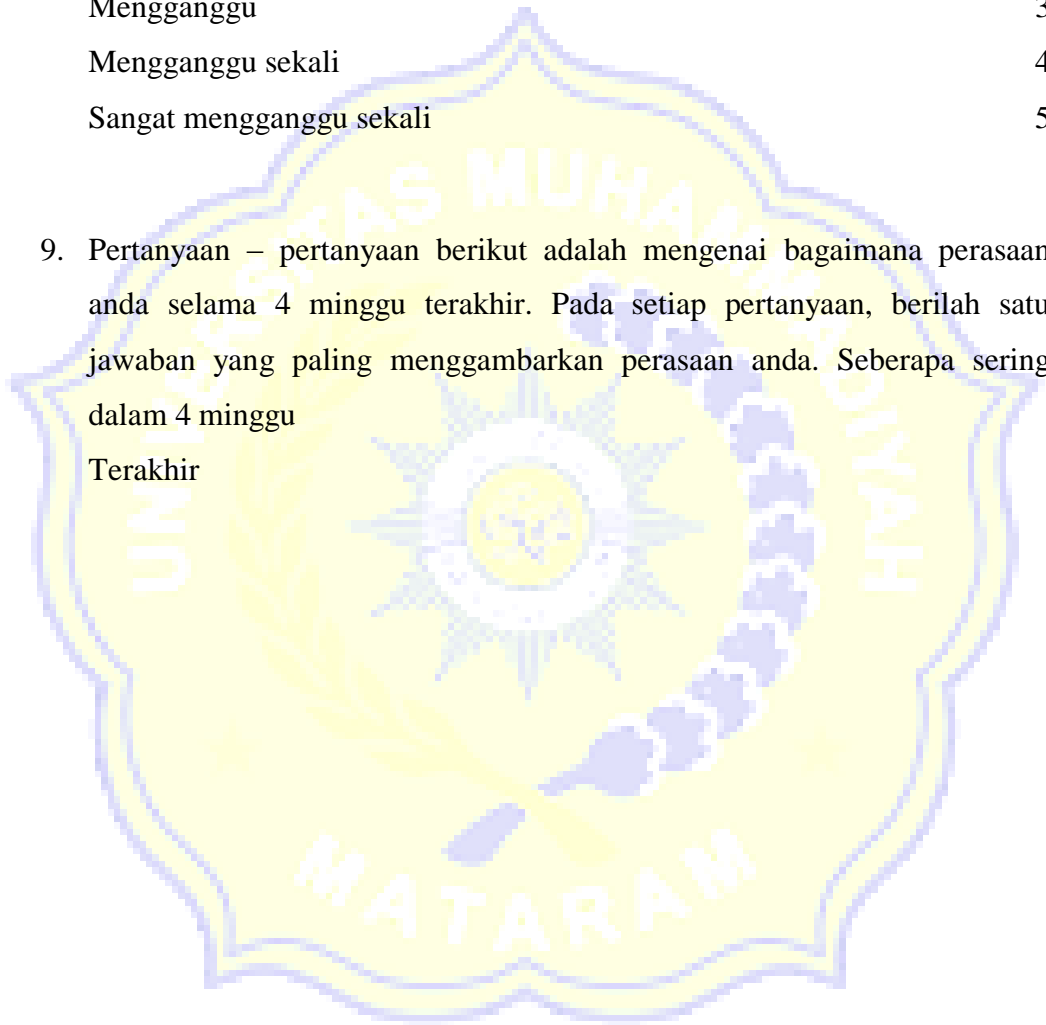 Mengganggu 3
Mengganggu sekali 4
Sangat mengganggu sekali 5
9. Pertanyaan – pertanyaan berikut adalah mengenai bagaimana perasaan
anda selama 4 minggu terakhir. Pada setiap pertanyaan, berilah satu
jawaban yang paling menggambarkan perasaan anda. Seberapa sering
dalam 4 minggu
Terakhir
UNIVERSITAS MUHAMMADIYAH
MATARAM